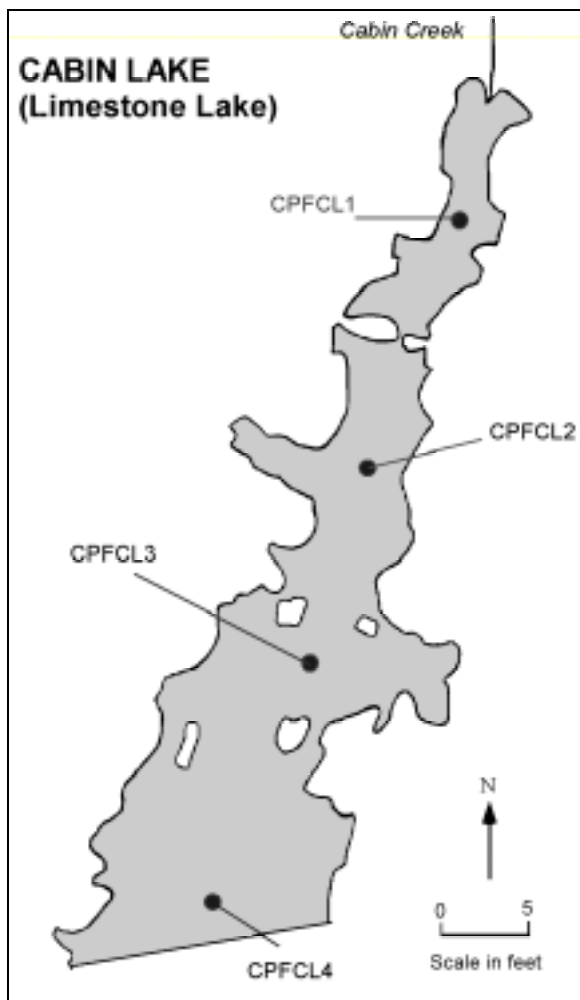 Cabin Creek
CABIN LAKE
(Limestone Lake)
CPFCL1
CPFCL2
CPFCL3
N
0 5
Scale in feet
CPFCL4